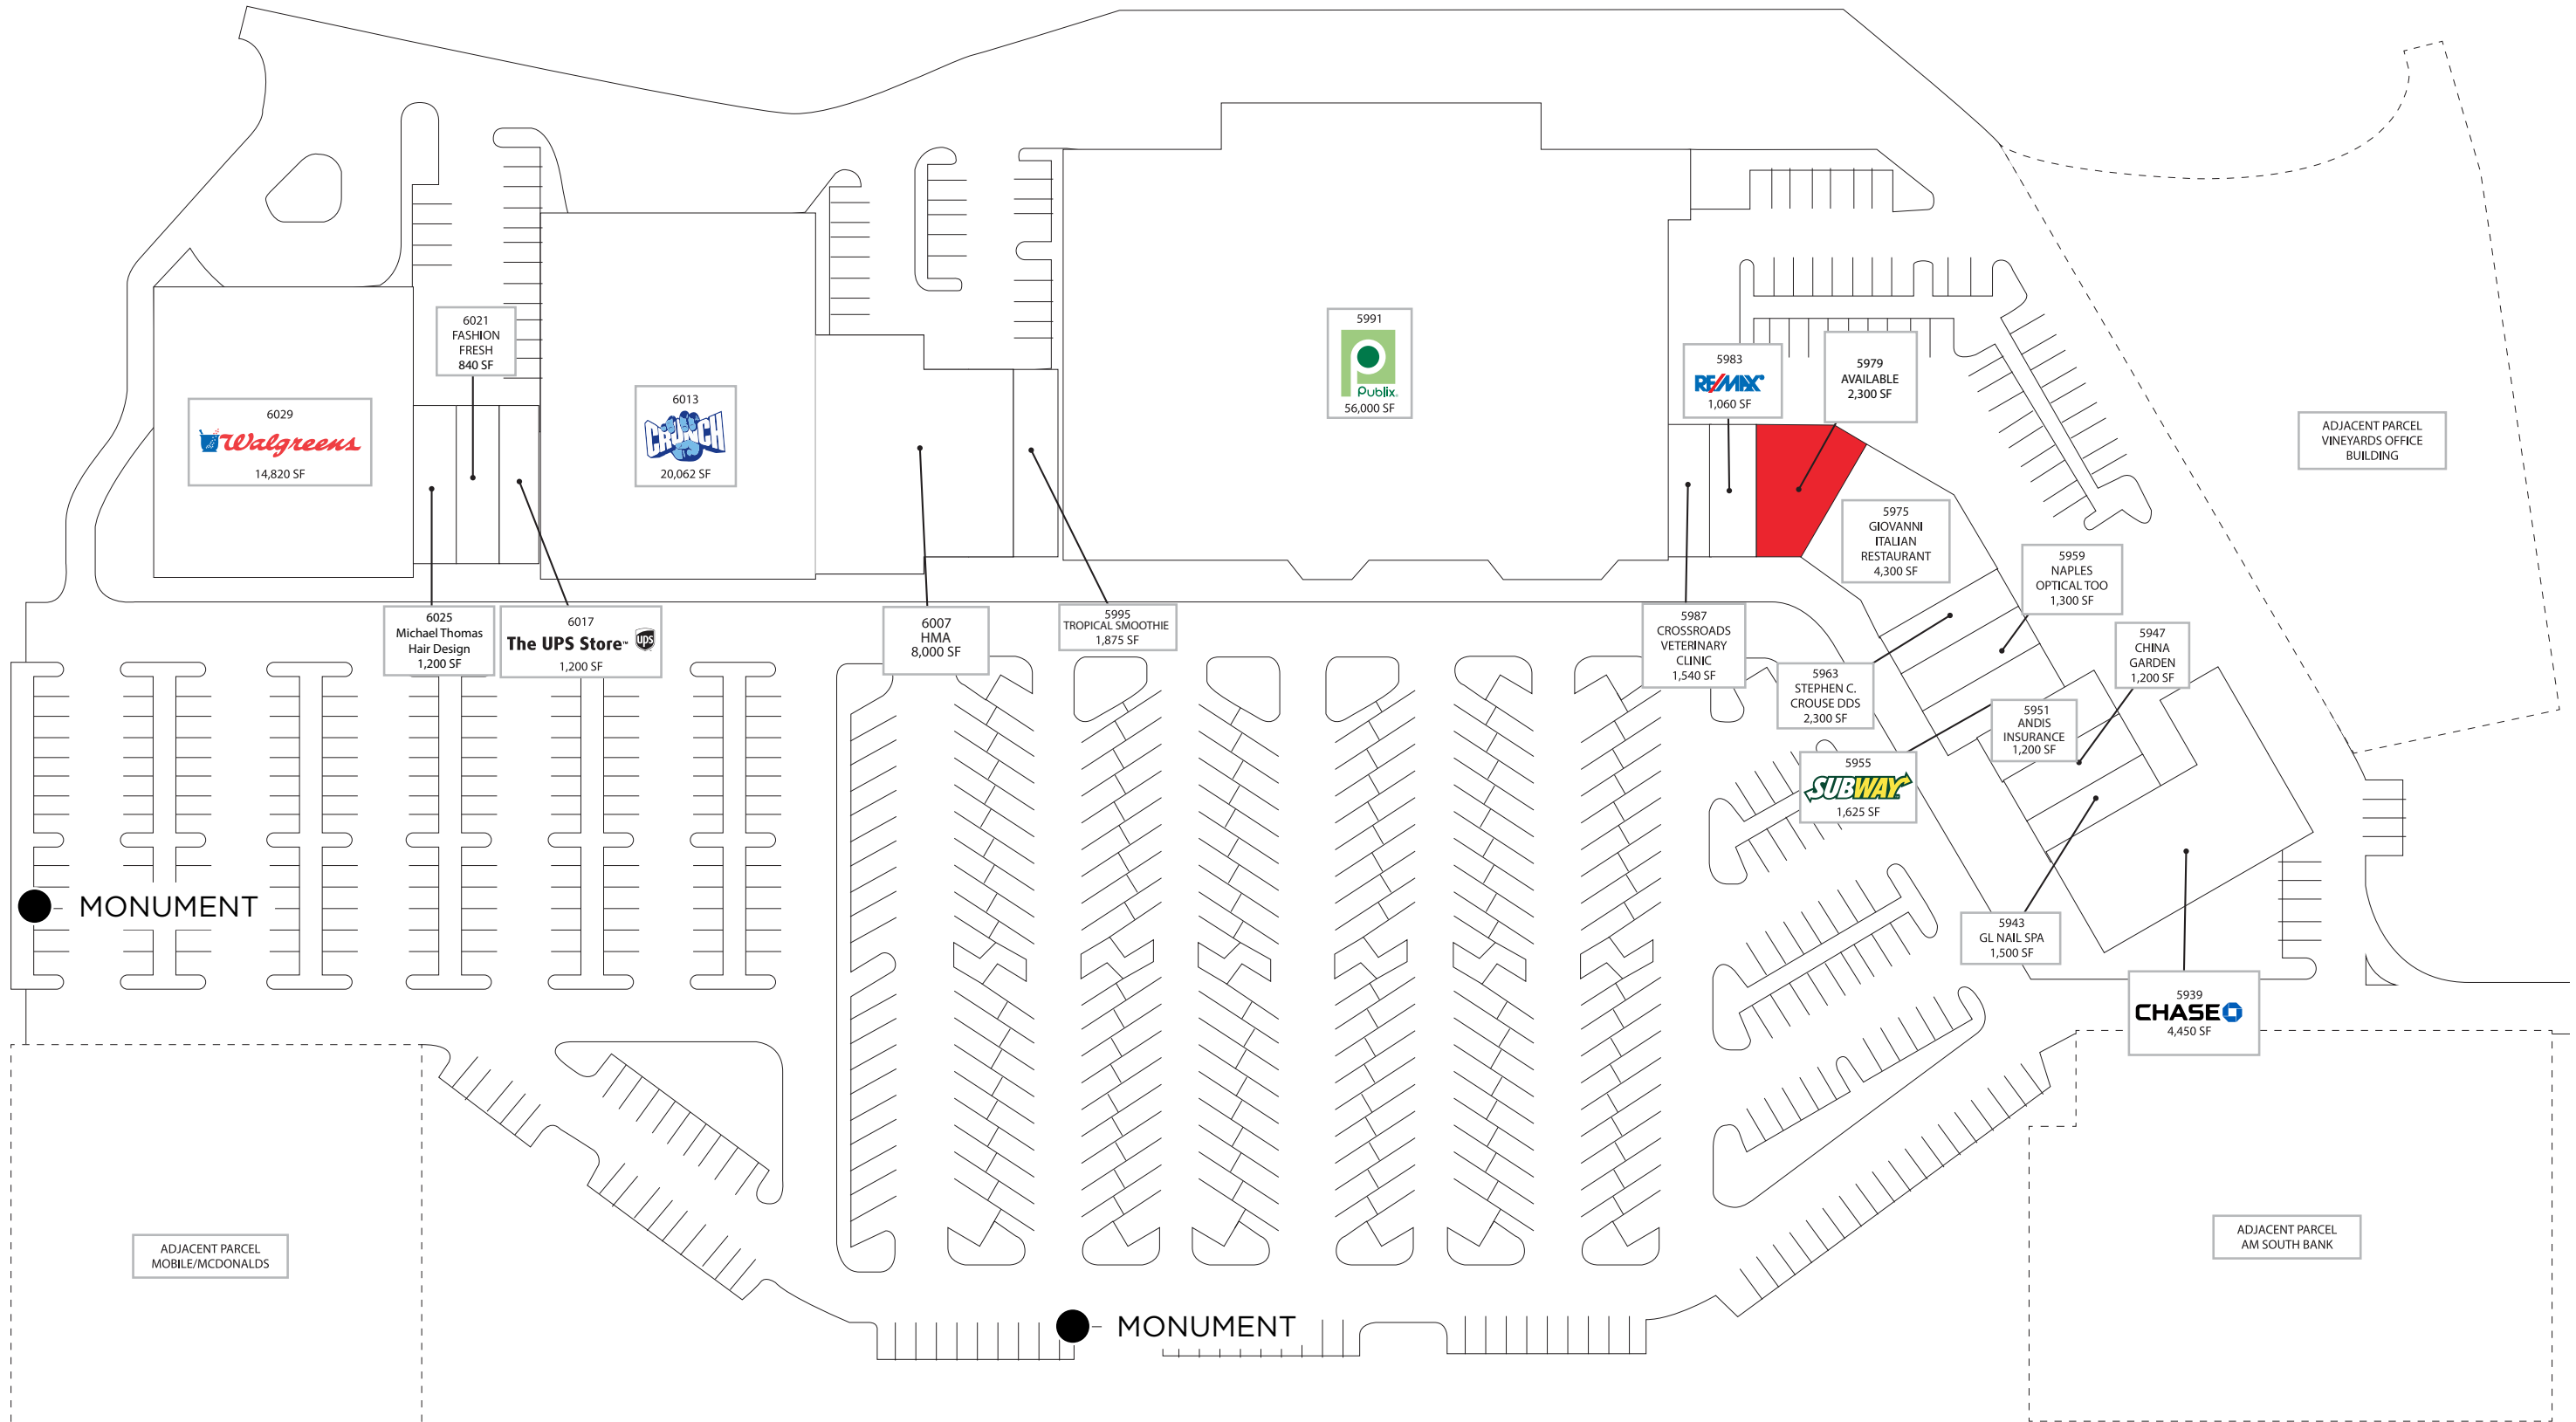 6029
Walgreens
14,820 SF
6021
FASHION
FRESH
840 SF
6013
CRUNCH
20,062 SF
5991
Publix.
56,000 SF
5983
RE/MAX
1,060 SF
5979
AVAILABLE
2,300 SF
ADJACENT PARCEL
VINEYARDS OFFICE
BUILDING
5975
GIOVANNI
ITALIAN
RESTAURANT
4,300 SF
5959
NAPLES
OPTICAL TOO
1,300 SF
6025
Michael Thomas
Hair Design
1,200 SF
6017
The UPS Store™ ups
1,200 SF
6007
HMA
8,000 SF
5995
TROPICAL SMOOTHIE
1,875 SF
5987
CROSSROADS
VETERINARY
CLINIC
1,540 SF
5963
STEPHEN C.
CROUSE DDS
2,300 SF
5947
CHINA
GARDEN
1,200 SF
5951
ANDIS
INSURANCE
1,200 SF
5955
SUBWAY
1,625 SF
MONUMENT
5943
GL NAIL SPA
1,500 SF
5939
CHASE
4,450 SF
ADJACENT PARCEL
MOBILE/MCDONALDS
ADJACENT PARCEL
AM SOUTH BANK
MONUMENT